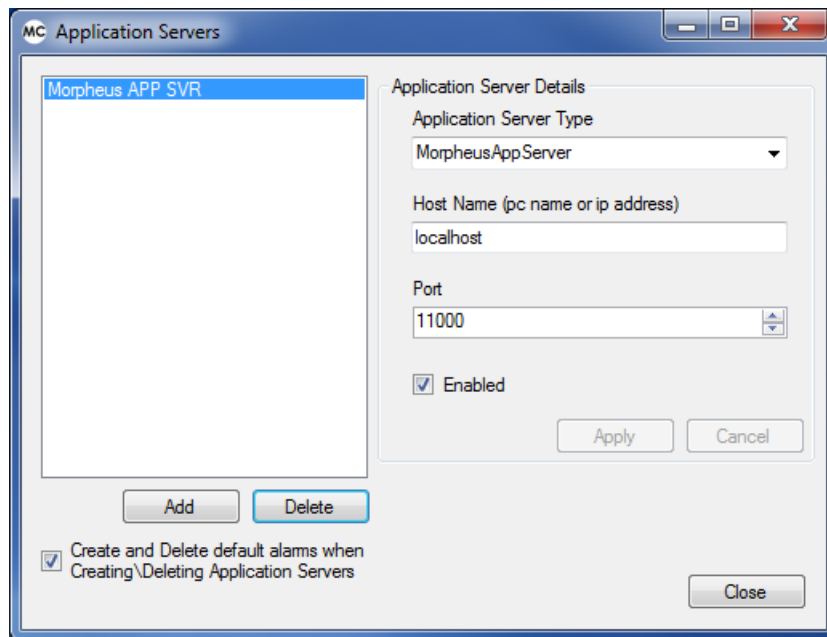 MC Application Servers
Morpheus APP SVR
Application Server Details
Application Server Type
MorpheusAppServer
Host Name (pc name or ip address)
localhost
Port
11000
Enabled
Apply Cancel
Add Delete
Create and Delete default alarms when
Creating\Deleting Application Servers
Close